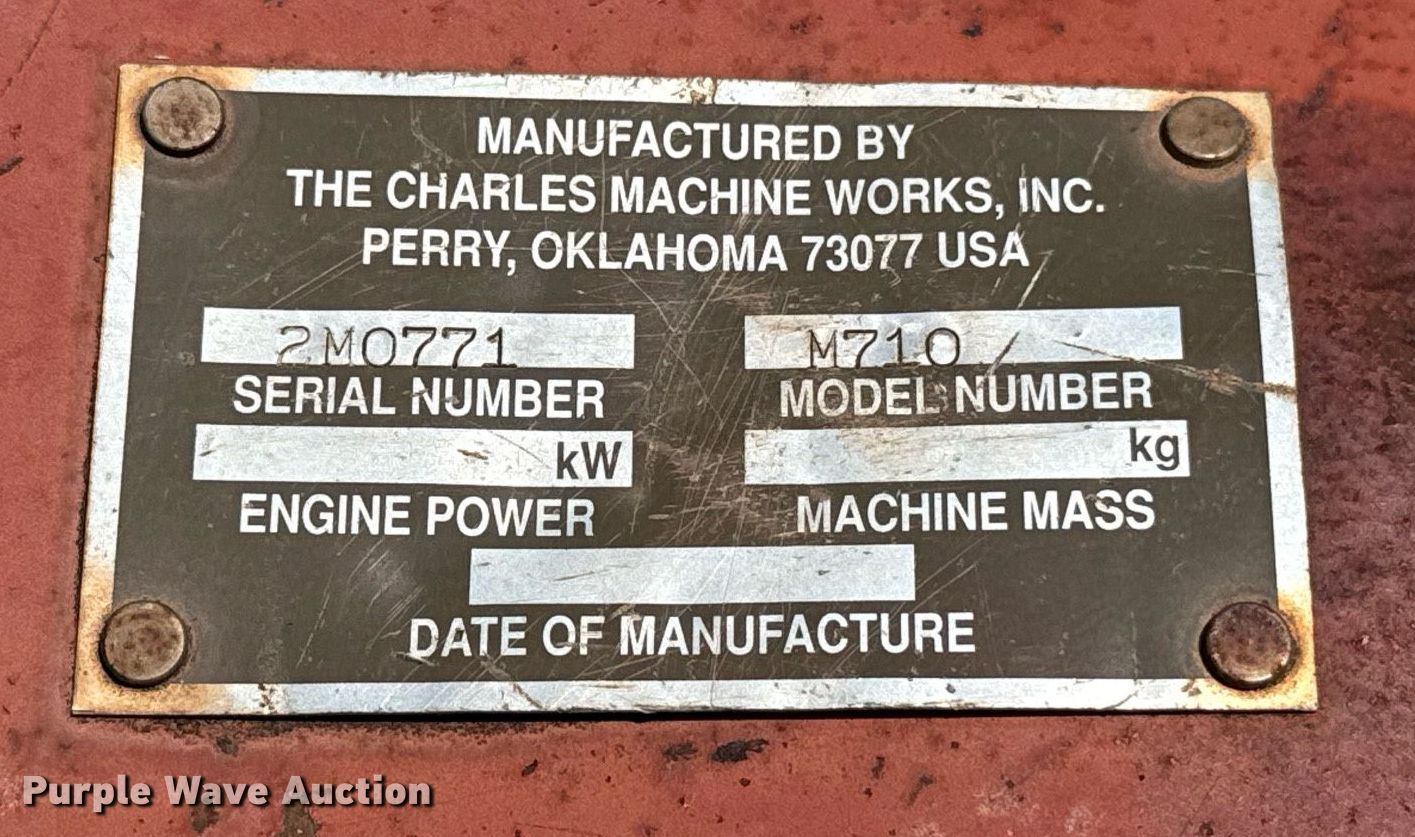 MANUFACTURED BY
THE CHARLES MACHINE WORKS, INC.
PERRY, OKLAHOMA 73077 USA
2M0771 M710
SERIAL NUMBER MODEL NUMBER
kW kg
ENGINE POWER MACHINE MASS
DATE OF MANUFACTURE
Purple Wave Auction